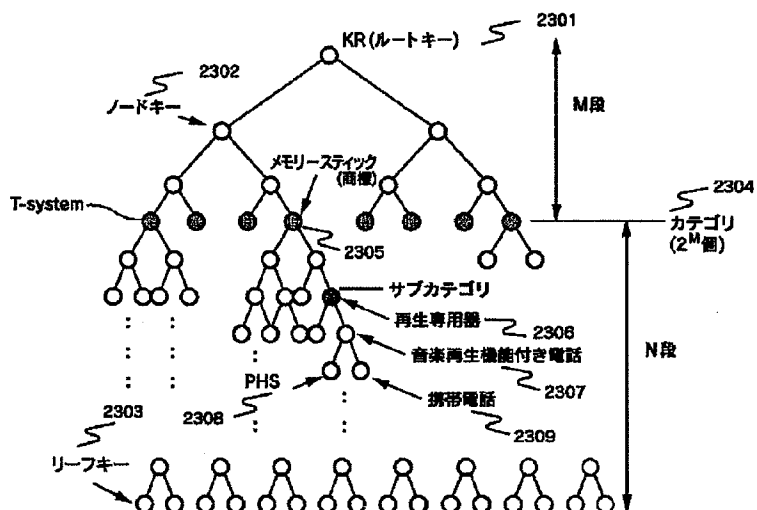 KR (ルートキー)
2301
2302
ノードキー
M段
メモリースティック
(商標)
2304
T-system
カテゴリ
(2^M個)
2305
サブカテゴリ
再生専用器
2306
音楽再生機能付き電話
N段
PHS
2307
2303
2308
携帯電話
2309
リーフキー